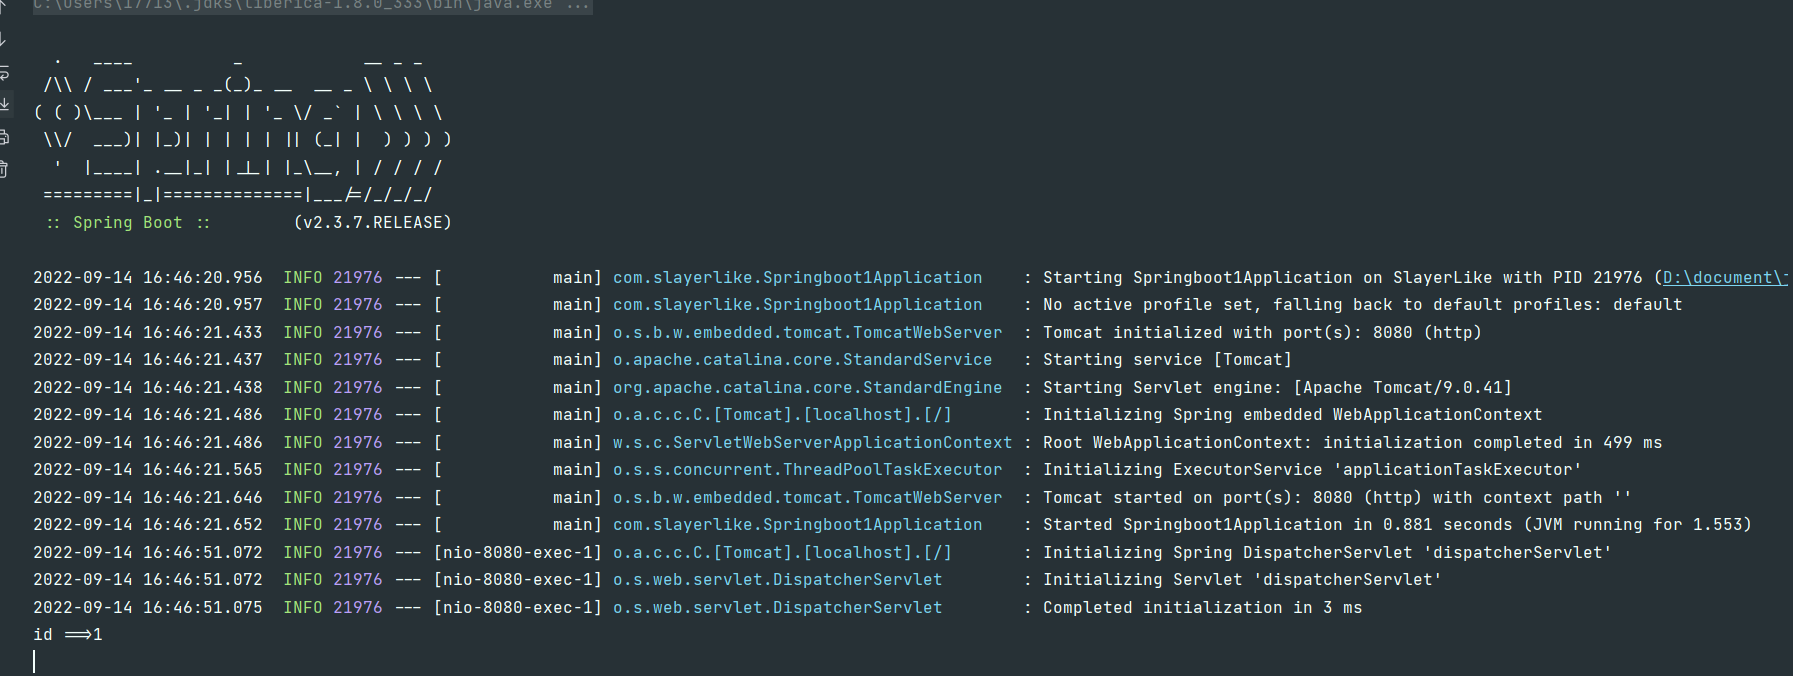 C:\Users\17713\.jdks\liberica-1.8.0_333\bin\java.exe ...
  .   ____          _            __ _ _
 /\\ / ___'_ __ _ _(_)_ __  __ _ \ \ \ \
( ( )\___ | '_ | '_| | '_ \/ _` | \ \ \ \
 \\/  ___)| |_)| | | | | || (_| |  ) ) ) )
  '  |____| .__|_| |_|_| |_\__, | / / / /
 =========|_|==============|___/=/_/_/_/
 :: Spring Boot ::        (v2.3.7.RELEASE)
2022-09-14 16:46:20.956  INFO 21976 --- [           main] com.slayerlike.Springboot1Application    : Starting Springboot1Application on SlayerLike with PID 21976 (D:\document\
2022-09-14 16:46:20.957  INFO 21976 --- [           main] com.slayerlike.Springboot1Application    : No active profile set, falling back to default profiles: default
2022-09-14 16:46:21.433  INFO 21976 --- [           main] o.s.b.w.embedded.tomcat.TomcatWebServer  : Tomcat initialized with port(s): 8080 (http)
2022-09-14 16:46:21.437  INFO 21976 --- [           main] o.apache.catalina.core.StandardService   : Starting service [Tomcat]
2022-09-14 16:46:21.438  INFO 21976 --- [           main] org.apache.catalina.core.StandardEngine  : Starting Servlet engine: [Apache Tomcat/9.0.41]
2022-09-14 16:46:21.486  INFO 21976 --- [           main] o.a.c.c.C.[Tomcat].[localhost].[/]       : Initializing Spring embedded WebApplicationContext
2022-09-14 16:46:21.486  INFO 21976 --- [           main] w.s.c.ServletWebServerApplicationContext : Root WebApplicationContext: initialization completed in 499 ms
2022-09-14 16:46:21.565  INFO 21976 --- [           main] o.s.s.concurrent.ThreadPoolTaskExecutor  : Initializing ExecutorService 'applicationTaskExecutor'
2022-09-14 16:46:21.646  INFO 21976 --- [           main] o.s.b.w.embedded.tomcat.TomcatWebServer  : Tomcat started on port(s): 8080 (http) with context path ''
2022-09-14 16:46:21.652  INFO 21976 --- [           main] com.slayerlike.Springboot1Application    : Started Springboot1Application in 0.881 seconds (JVM running for 1.553)
2022-09-14 16:46:51.072  INFO 21976 --- [nio-8080-exec-1] o.a.c.c.C.[Tomcat].[localhost].[/]       : Initializing Spring DispatcherServlet 'dispatcherServlet'
2022-09-14 16:46:51.072  INFO 21976 --- [nio-8080-exec-1] o.s.web.servlet.DispatcherServlet        : Initializing Servlet 'dispatcherServlet'
2022-09-14 16:46:51.075  INFO 21976 --- [nio-8080-exec-1] o.s.web.servlet.DispatcherServlet        : Completed initialization in 3 ms
id ==>1